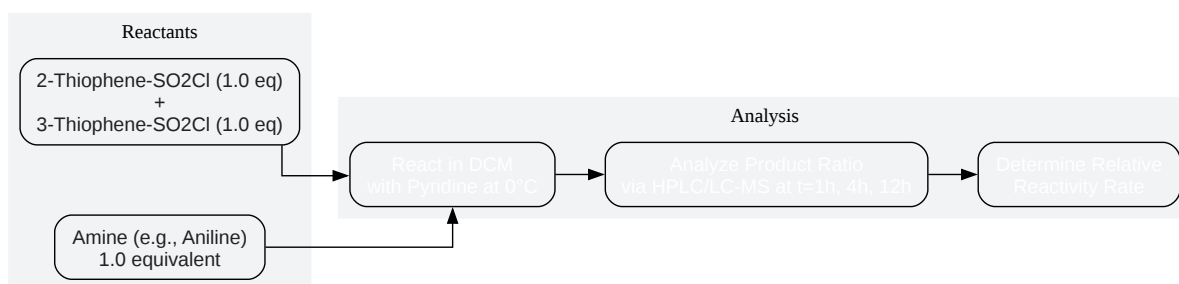 Reactants
2-Thiophene-SO2Cl (1.0 eq)
+
3-Thiophene-SO2Cl (1.0 eq)
Amine (e.g., Aniline)
1.0 equivalent
Analysis
React in DCM
with Pyridine at 0°C
Analyze Product Ratio
via HPLC/LC-MS at t=1h, 4h, 12h
Determine Relative
Reactivity Rate